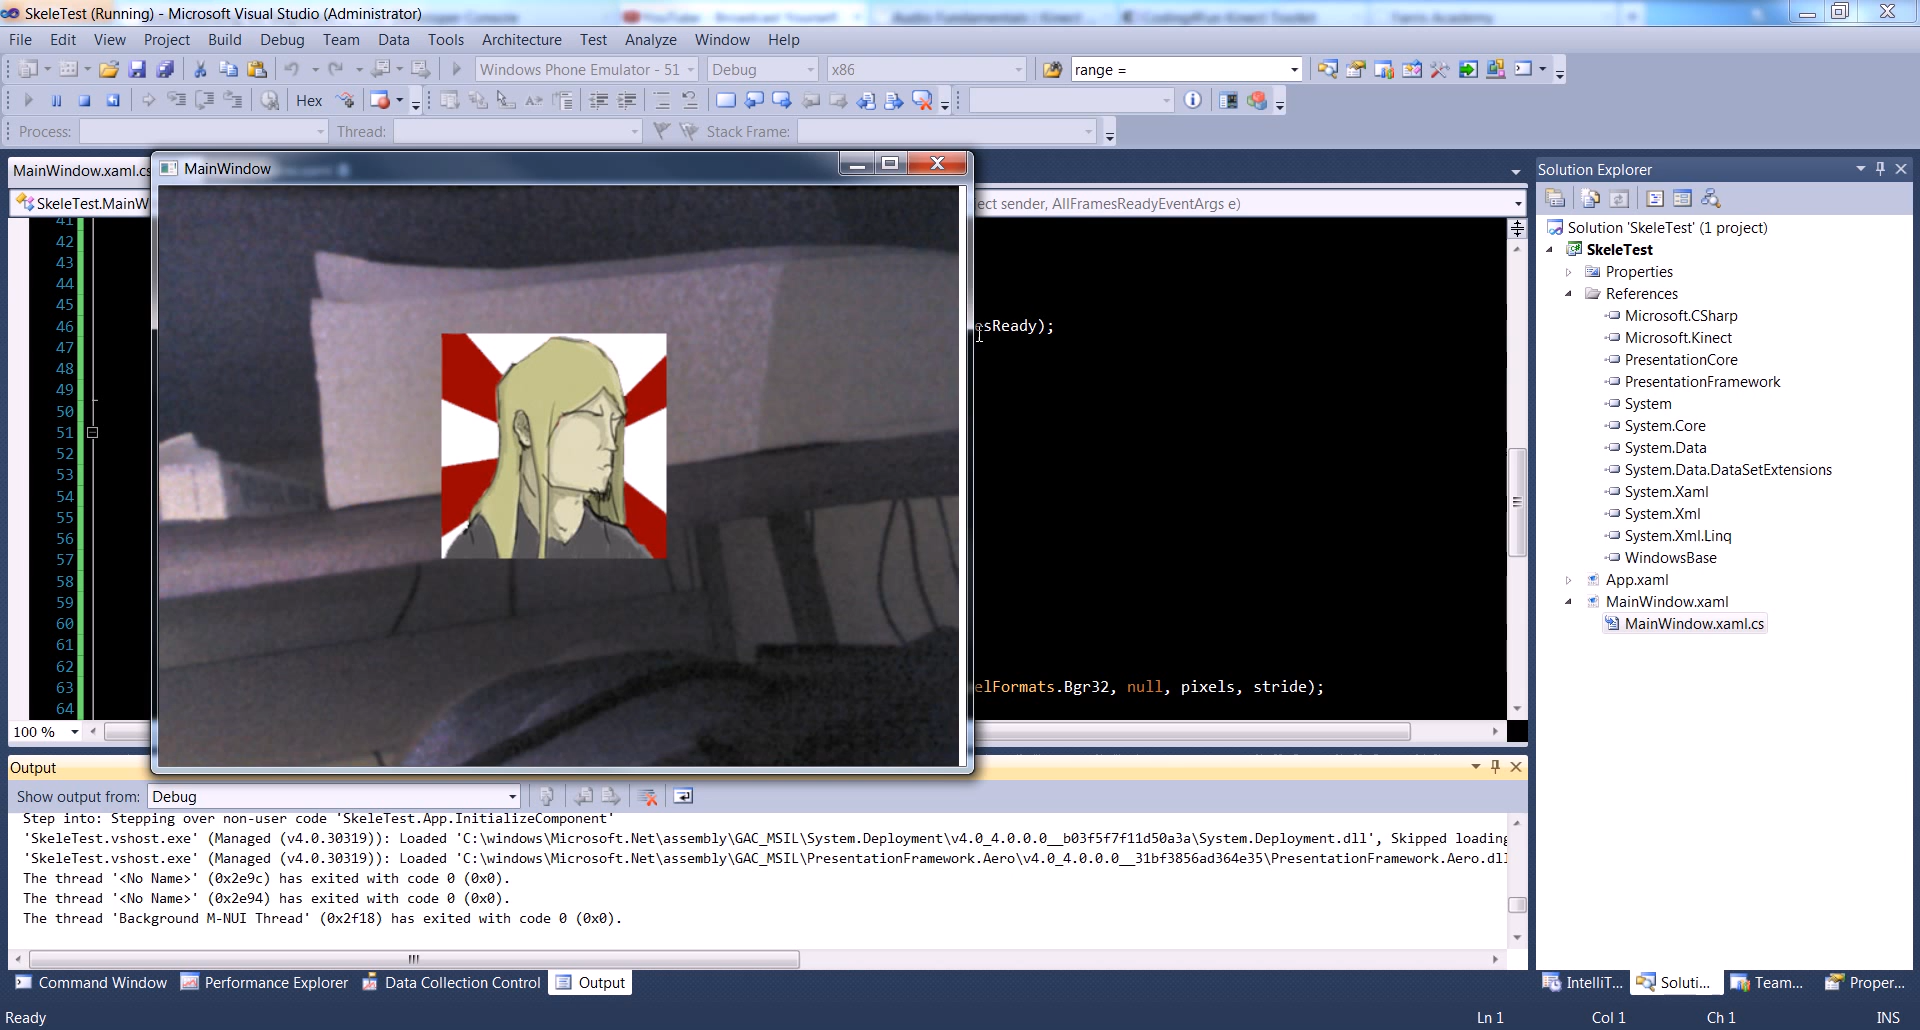 SkeleTest (Running) - Microsoft Visual Studio (Administrator)
File Edit View Project Build Debug Team Data Tools Architecture Test Analyze Window Help
Windows Phone Emulator - 51 Debug x86 range =
Hex
Process: Thread: Stack Frame:
MainWindow.xaml.cs
MainWindow
SkeleTest.MainW
ect sender, AllFramesReadyEventArgs e)
41
42
43
44
45
46 esReady);
47
48
49
50
51
52
53
54
55
56
57
58
59
60
61
62
63 elFormats.Bgr32, null, pixels, stride);
64
100 %
Output
Show output from: Debug
Step into: Stepping over non-user code 'SkeleTest.App.InitializeComponent'
'SkeleTest.vshost.exe' (Managed (v4.0.30319)): Loaded 'C:\windows\Microsoft.Net\assembly\GAC_MSIL\System.Deployment\v4.0_4.0.0.0__b03f5f7f11d50a3a\System.Deployment.dll', Skipped loading
'SkeleTest.vshost.exe' (Managed (v4.0.30319)): Loaded 'C:\windows\Microsoft.Net\assembly\GAC_MSIL\PresentationFramework.Aero\v4.0_4.0.0.0__31bf3856ad364e35\PresentationFramework.Aero.dll
The thread '<No Name>' (0x2e9c) has exited with code 0 (0x0).
The thread '<No Name>' (0x2e94) has exited with code 0 (0x0).
The thread 'Background M-NUI Thread' (0x2f18) has exited with code 0 (0x0).
Command Window Performance Explorer Data Collection Control Output
Solution Explorer
Solution 'SkeleTest' (1 project)
SkeleTest
Properties
References
Microsoft.CSharp
Microsoft.Kinect
PresentationCore
PresentationFramework
System
System.Core
System.Data
System.Data.DataSetExtensions
System.Xaml
System.Xml
System.Xml.Linq
WindowsBase
App.xaml
MainWindow.xaml
MainWindow.xaml.cs
IntelliT... Soluti... Team... Proper...
Ready Ln 1 Col 1 Ch 1 INS